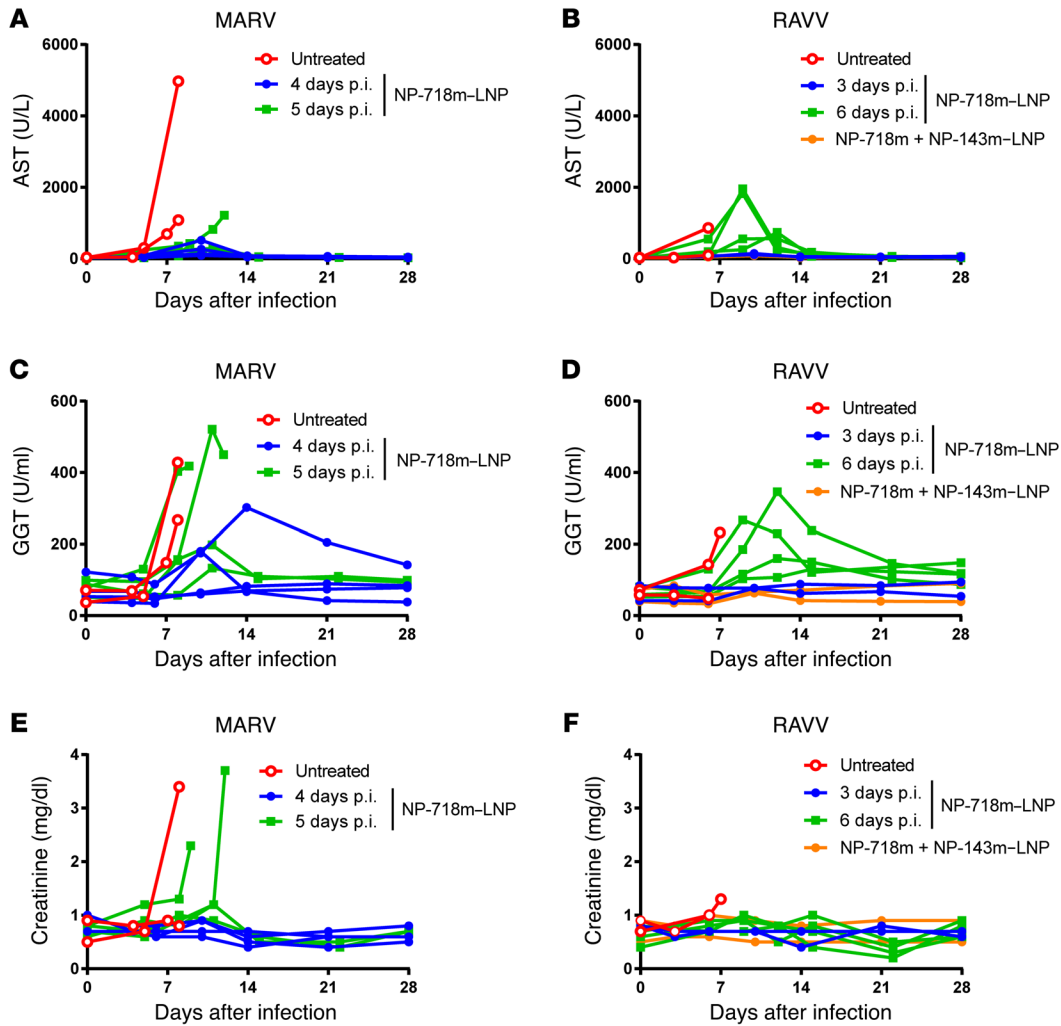 A
MARV
AST (U/L)
6000
4000
2000
0
0 7 14 21 28
Days after infection
Untreated
4 days p.i.
5 days p.i.
NP-718m–LNP
B
RAVV
AST (U/L)
6000
4000
2000
0
0 7 14 21 28
Days after infection
Untreated
3 days p.i.
6 days p.i.
NP-718m–LNP
NP-718m + NP-143m–LNP
C
MARV
GGT (U/ml)
600
400
200
0
0 7 14 21 28
Days after infection
Untreated
4 days p.i.
5 days p.i.
NP-718m–LNP
D
RAVV
GGT (U/ml)
600
400
200
0
0 7 14 21 28
Days after infection
Untreated
3 days p.i.
6 days p.i.
NP-718m–LNP
NP-718m + NP-143m–LNP
E
MARV
Creatinine (mg/dl)
4
3
2
1
0
0 7 14 21 28
Days after infection
Untreated
4 days p.i.
5 days p.i.
NP-718m–LNP
F
RAVV
Creatinine (mg/dl)
4
3
2
1
0
0 7 14 21 28
Days after infection
Untreated
3 days p.i.
6 days p.i.
NP-718m–LNP
NP-718m + NP-143m–LNP